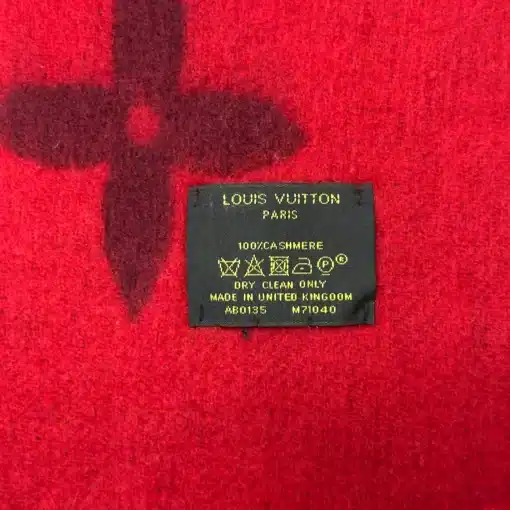 LOUIS VUITTON
PARIS
100%CASHMERE
P®
DRY CLEAN ONLY
MADE IN UNITED KINGDOM
AB0135 M71040